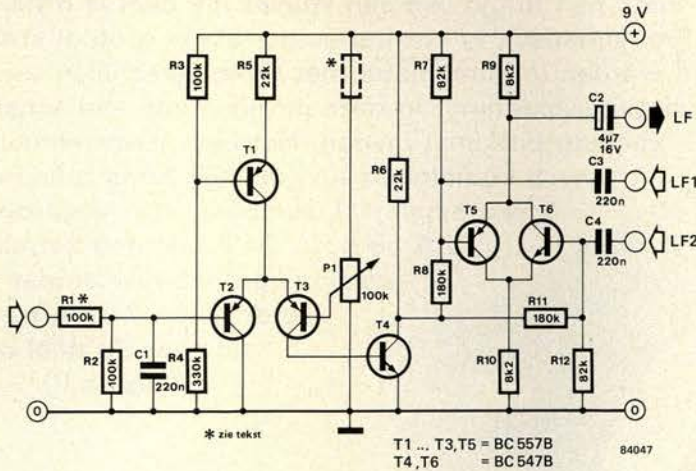 9 V
+
R3
100k
R5
22k
*
R7
82k
R9
8k2
C2
4µ7
16V
LF
C3
220n
LF1
C4
220n
LF2
T1
R6
22k
T5
T6
R8
180k
P1
100k
R1*
100k
T2
T3
T4
R11
180k
R2
100k
C1
220n
R4
330k
R10
8k2
R12
82k
0
0
* zie tekst
T1 ... T3,T5 = BC 557B
T4 ,T6 = BC 547B
84047